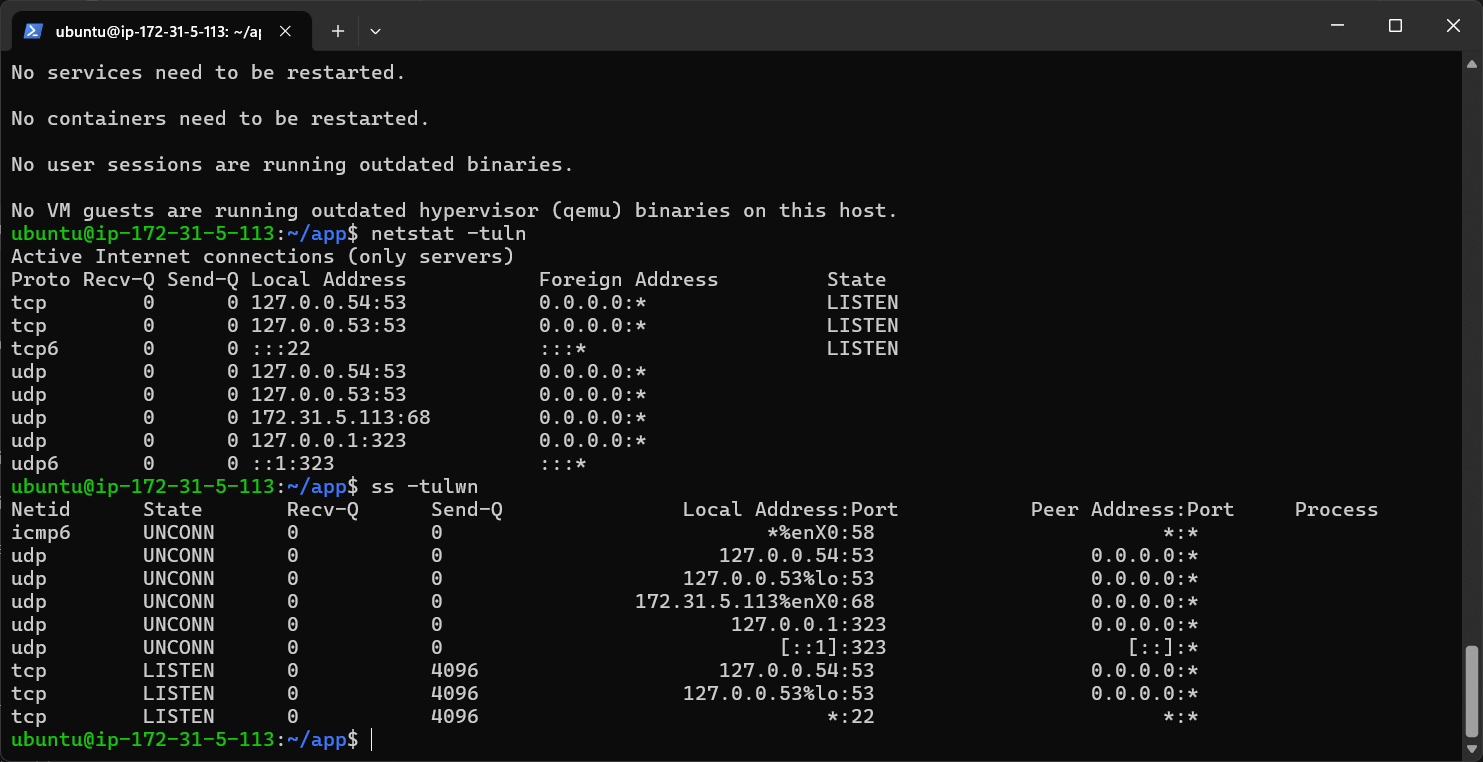 ubuntu@ip-172-31-5-113: ~/ap
No services need to be restarted.
No containers need to be restarted.
No user sessions are running outdated binaries.
No VM guests are running outdated hypervisor (qemu) binaries on this host.
ubuntu@ip-172-31-5-113:~/app$ netstat -tuln
Active Internet connections (only servers)
Proto Recv-Q Send-Q Local Address           Foreign Address         State
tcp        0      0 127.0.0.54:53           0.0.0.0:*               LISTEN
tcp        0      0 127.0.0.53:53           0.0.0.0:*               LISTEN
tcp6       0      0 :::22                   :::*                    LISTEN
udp        0      0 127.0.0.54:53           0.0.0.0:*
udp        0      0 127.0.0.53:53           0.0.0.0:*
udp        0      0 172.31.5.113:68         0.0.0.0:*
udp        0      0 127.0.0.1:323           0.0.0.0:*
udp6       0      0 ::1:323                 :::*
ubuntu@ip-172-31-5-113:~/app$ ss -tulwn
Netid      State       Recv-Q      Send-Q               Local Address:Port           Peer Address:Port     Process
icmp6      UNCONN      0           0                           *%enX0:58                        *:*
udp        UNCONN      0           0                       127.0.0.54:53                  0.0.0.0:*
udp        UNCONN      0           0                    127.0.0.53%lo:53                  0.0.0.0:*
udp        UNCONN      0           0                172.31.5.113%enX0:68                  0.0.0.0:*
udp        UNCONN      0           0                        127.0.0.1:323                 0.0.0.0:*
udp        UNCONN      0           0                            [::1]:323                    [::]:*
tcp        LISTEN      0           4096                    127.0.0.54:53                  0.0.0.0:*
tcp        LISTEN      0           4096                 127.0.0.53%lo:53                  0.0.0.0:*
tcp        LISTEN      0           4096                             *:22                        *:*
ubuntu@ip-172-31-5-113:~/app$